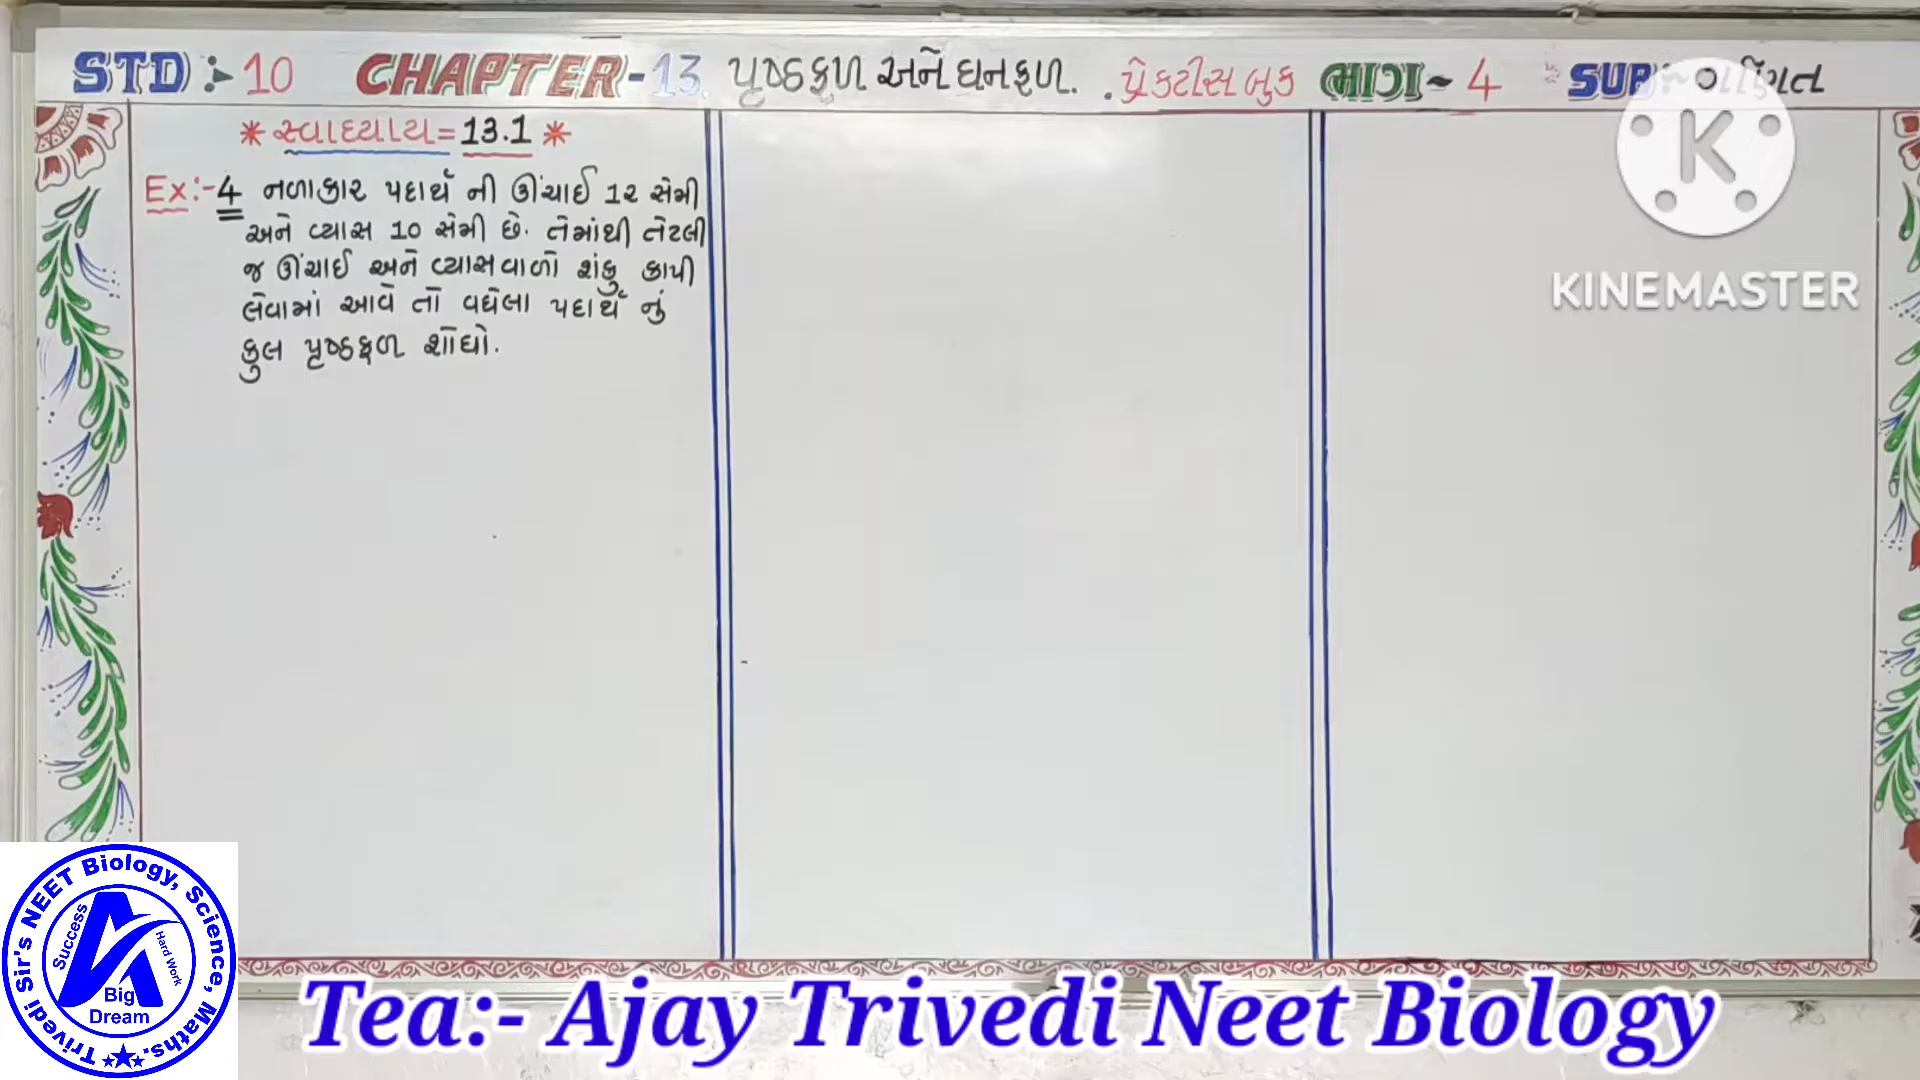 STD :- 10 CHAPTER-13. પૃષ્ઠફળ અને ઘનફળ. પ્રેકટીસ બુક ભાગ- 4 SUB:- ગણિત
* સ્વાધ્યાય = 13.1 *
Ex:-4 નળાકાર પદાર્થ ની ઊંચાઈ 12 સેમી
અને વ્યાસ 10 સેમી છે. તેમાંથી તેટલી
જ ઊંચાઈ અને વ્યાસવાળો શંકુ કાપી
લેવામાં આવે તો વધેલા પદાર્થ નું
કુલ પૃષ્ઠફળ શોધો.
K
KINEMASTER
Trivedi Sir's NEET Biology, Science, Maths.
Success
Hard Work
Big
Dream
Tea:- Ajay Trivedi Neet Biology